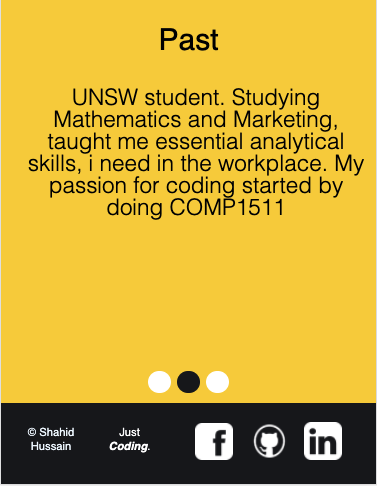 Past
UNSW student. Studying
Mathematics and Marketing,
taught me essential analytical
skills, i need in the workplace. My
passion for coding started by
doing COMP1511
© Shahid
Hussain
Just
Coding.
f
in